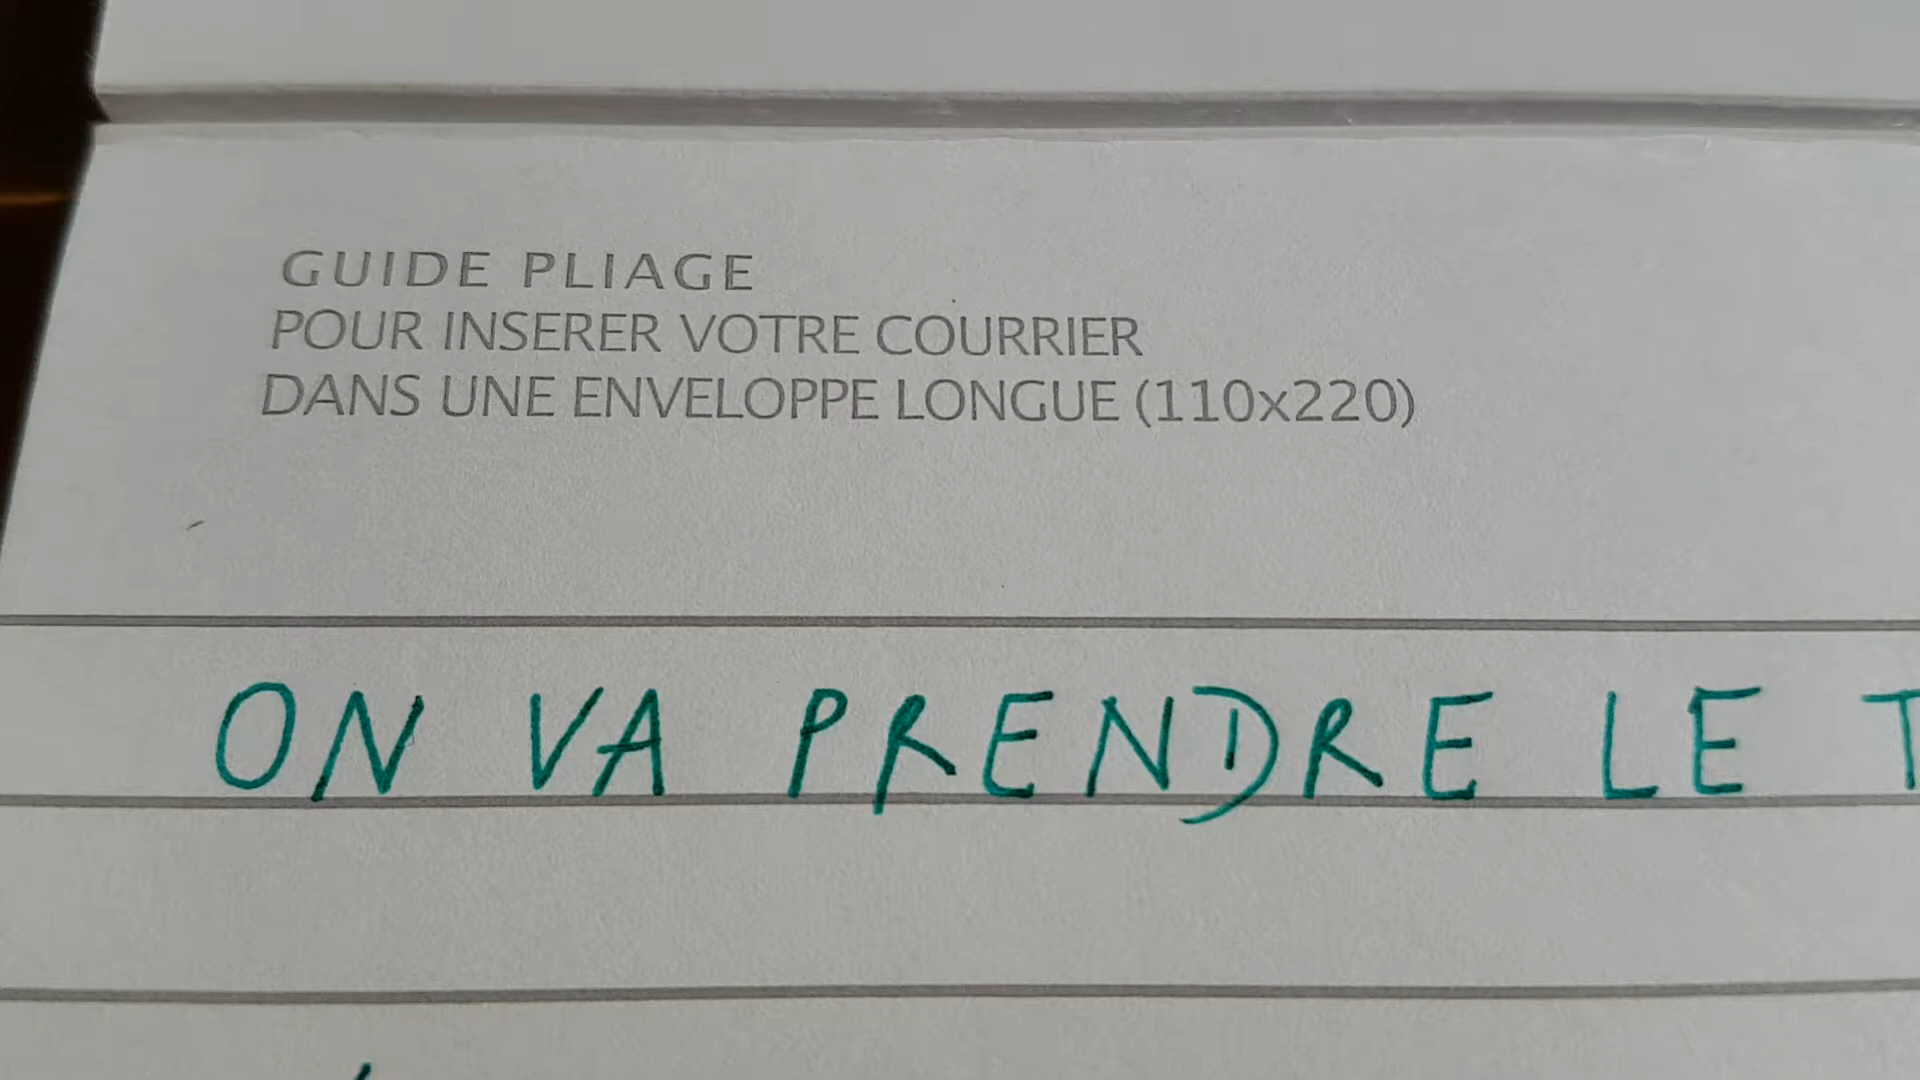 GUIDE PLIAGE
POUR INSERER VOTRE COURRIER
DANS UNE ENVELOPPE LONGUE (110x220)
ON VA PRENDRE LE